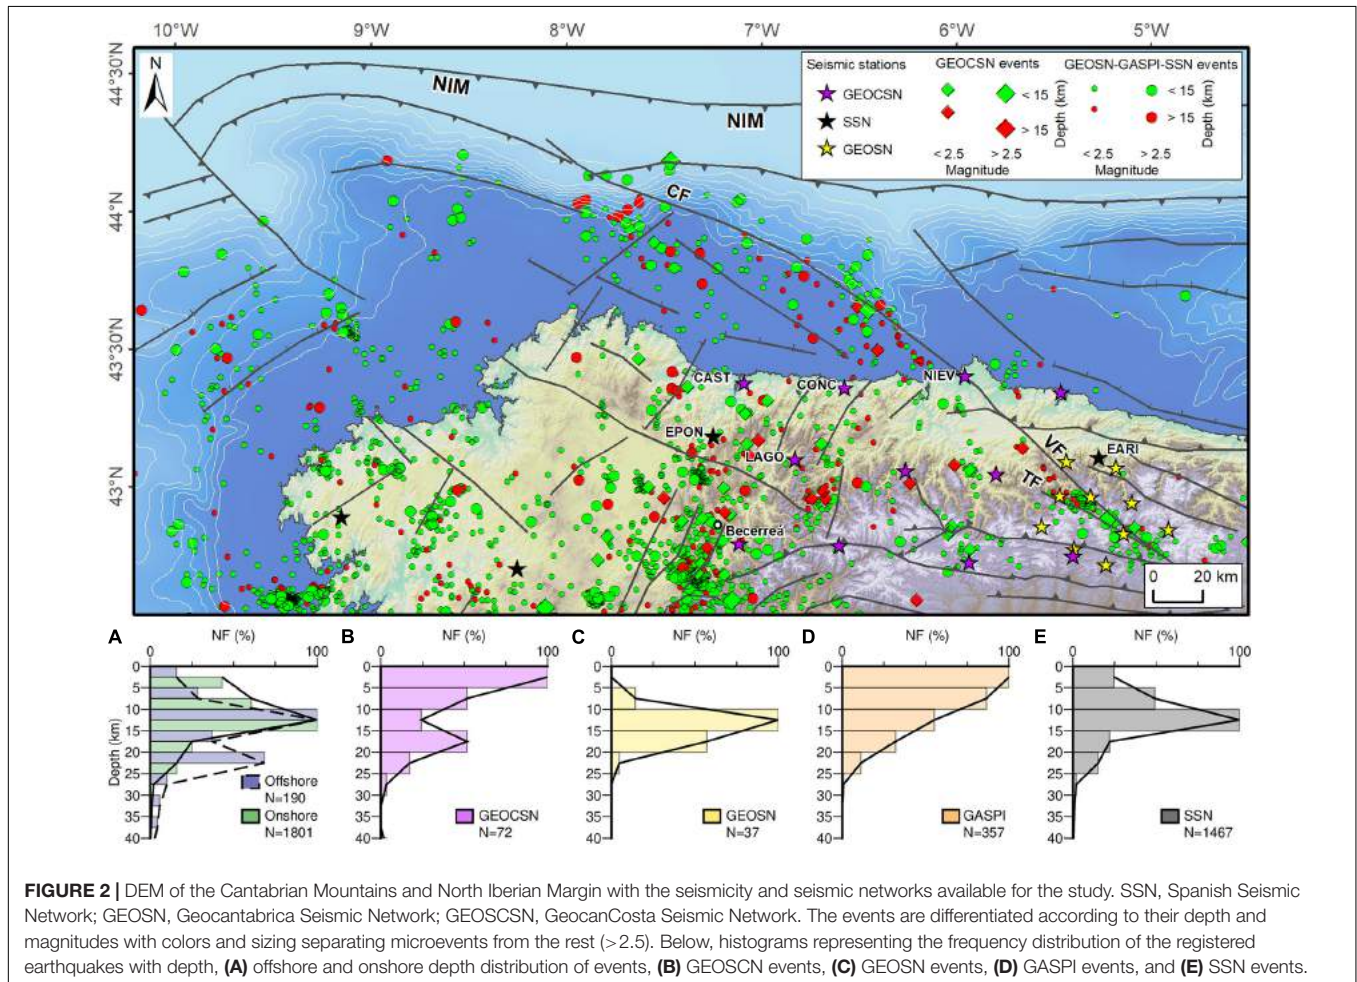 10°W 9°W 8°W 7°W 6°W 5°W
44°30'N
44°N
43°30'N
43°N
N
NIM
NIM
CF
Seismic stations
GEOCSN
SSN
GEOSN
GEOCSN events
< 15
> 15
Depth (km)
< 2.5 > 2.5
Magnitude
GEOSN-GASPI-SSN events
< 15
> 15
Depth (km)
< 2.5 > 2.5
Magnitude
CAST
CONC
NIEV
EPON
LAGO
VF
EARI
TF
Becerreá
0 20 km
A NF (%)
0 100
0
5
10
15
20
25
30
35
40
Depth (km)
Offshore
N=190
Onshore
N=1801
B NF (%)
0 100
0
5
10
15
20
25
30
35
40
GEOCSN
N=72
C NF (%)
0 100
0
5
10
15
20
25
30
35
40
GEOSN
N=37
D NF (%)
0 100
0
5
10
15
20
25
30
35
40
GASPI
N=357
E NF (%)
0 100
0
5
10
15
20
25
30
35
40
SSN
N=1467
FIGURE 2 | DEM of the Cantabrian Mountains and North Iberian Margin with the seismicity and seismic networks available for the study. SSN, Spanish Seismic
Network; GEOSN, Geocantabrica Seismic Network; GEOSCSN, GeocanCosta Seismic Network. The events are differentiated according to their depth and
magnitudes with colors and sizing separating microevents from the rest (>2.5). Below, histograms representing the frequency distribution of the registered
earthquakes with depth, (A) offshore and onshore depth distribution of events, (B) GEOSCN events, (C) GEOSN events, (D) GASPI events, and (E) SSN events.